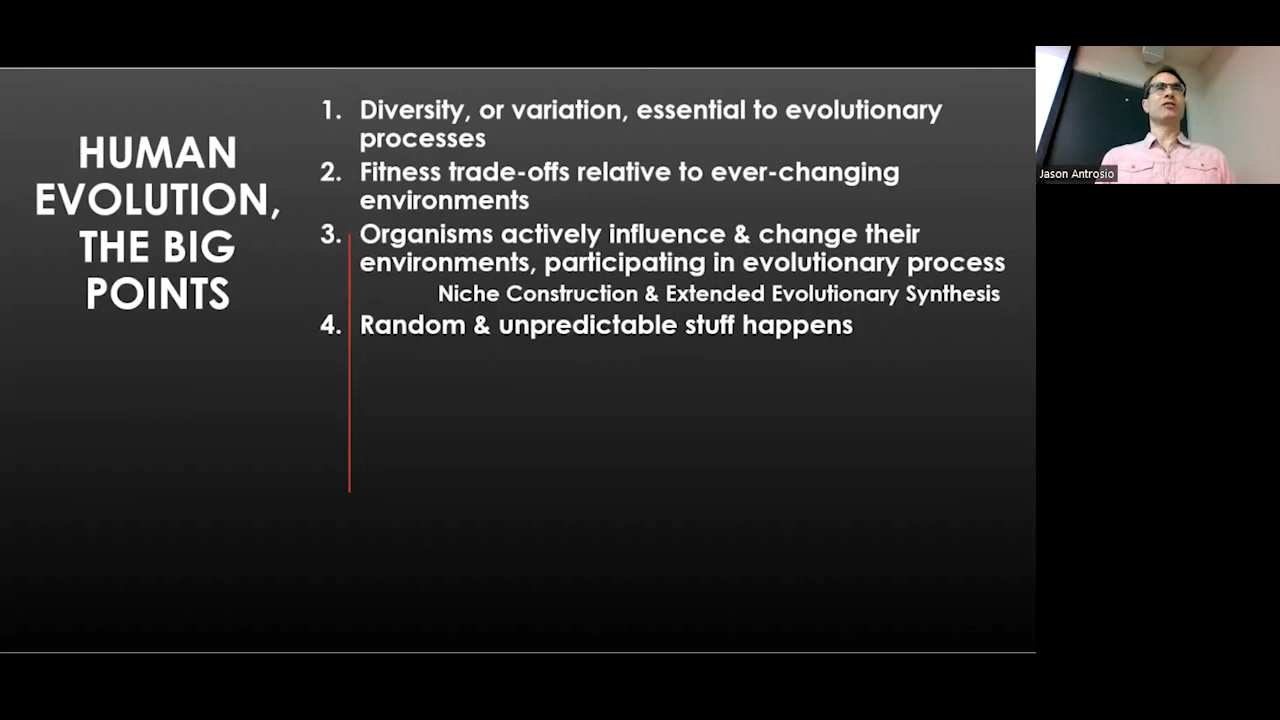 HUMAN
EVOLUTION,
THE BIG
POINTS
1. Diversity, or variation, essential to evolutionary
processes
2. Fitness trade-offs relative to ever-changing
environments
3. Organisms actively influence & change their
environments, participating in evolutionary process
Niche Construction & Extended Evolutionary Synthesis
4. Random & unpredictable stuff happens
Jason Antrosio